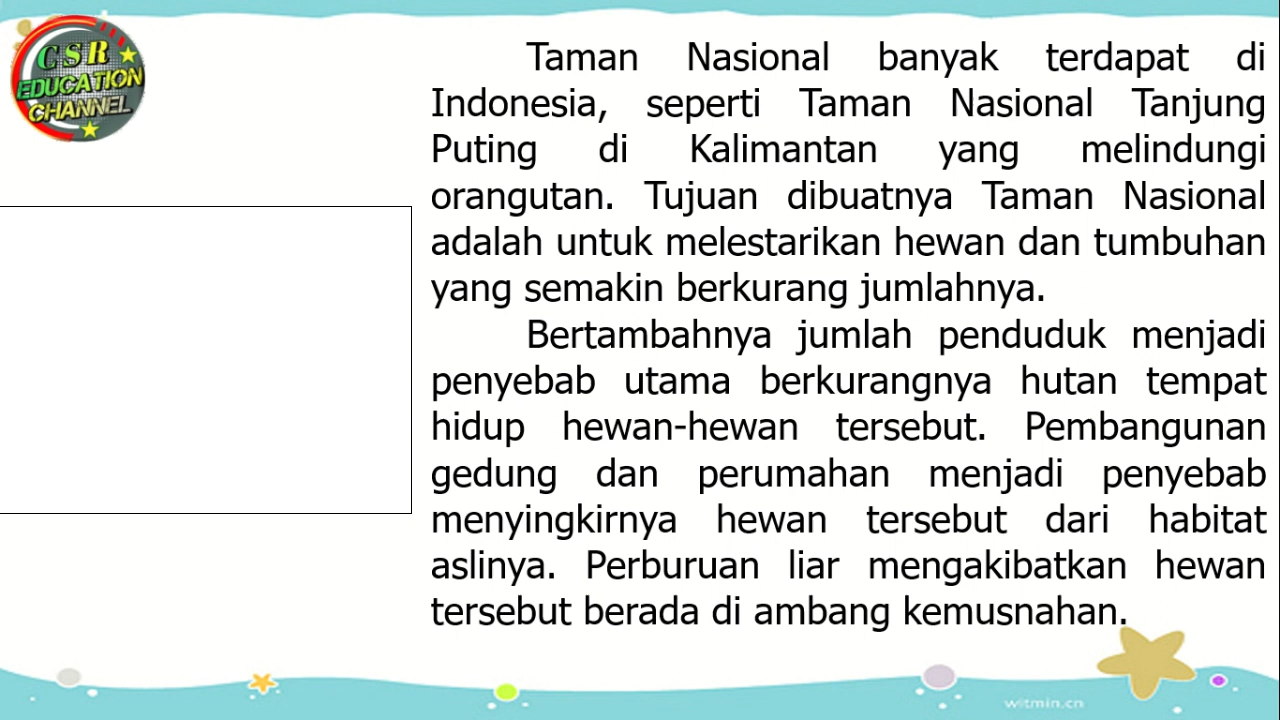 CSR
EDUCATION
CHANNEL
Taman Nasional banyak terdapat di
Indonesia, seperti Taman Nasional Tanjung
Puting di Kalimantan yang melindungi
orangutan. Tujuan dibuatnya Taman Nasional
adalah untuk melestarikan hewan dan tumbuhan
yang semakin berkurang jumlahnya.
Bertambahnya jumlah penduduk menjadi
penyebab utama berkurangnya hutan tempat
hidup hewan-hewan tersebut. Pembangunan
gedung dan perumahan menjadi penyebab
menyingkirnya hewan tersebut dari habitat
aslinya. Perburuan liar mengakibatkan hewan
tersebut berada di ambang kemusnahan.
witmin.cn